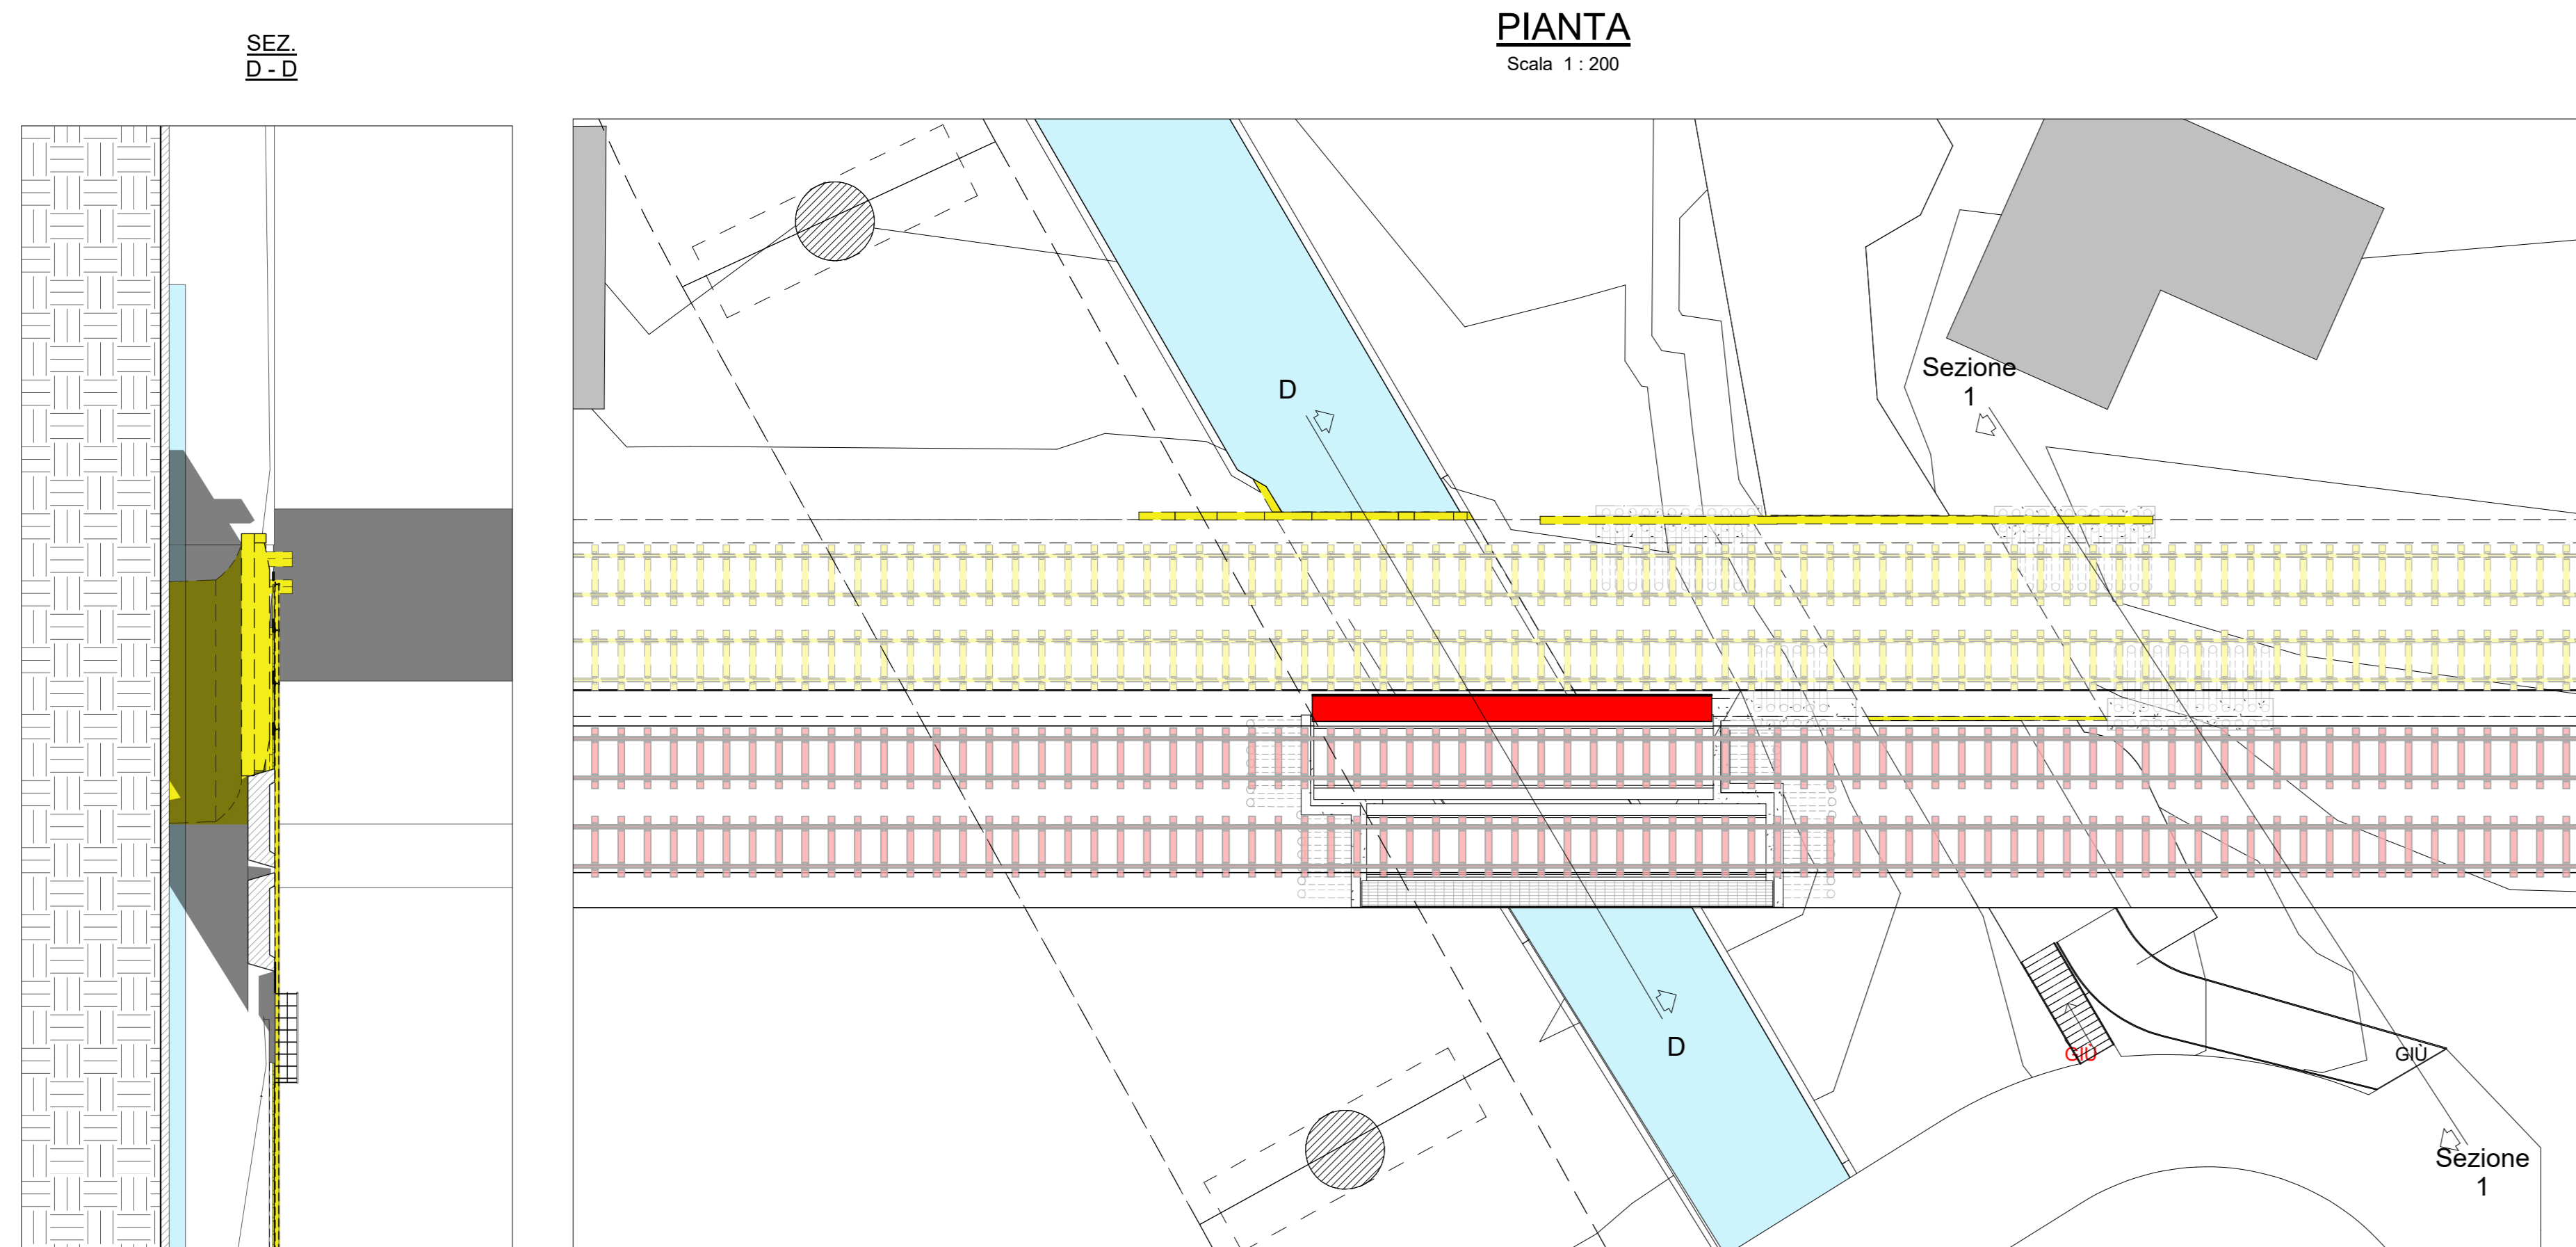 SEZ.
D - D
PIANTA
Scala 1 : 200
D
Sezione
1
D
GIÙ
GIÙ
Sezione
1